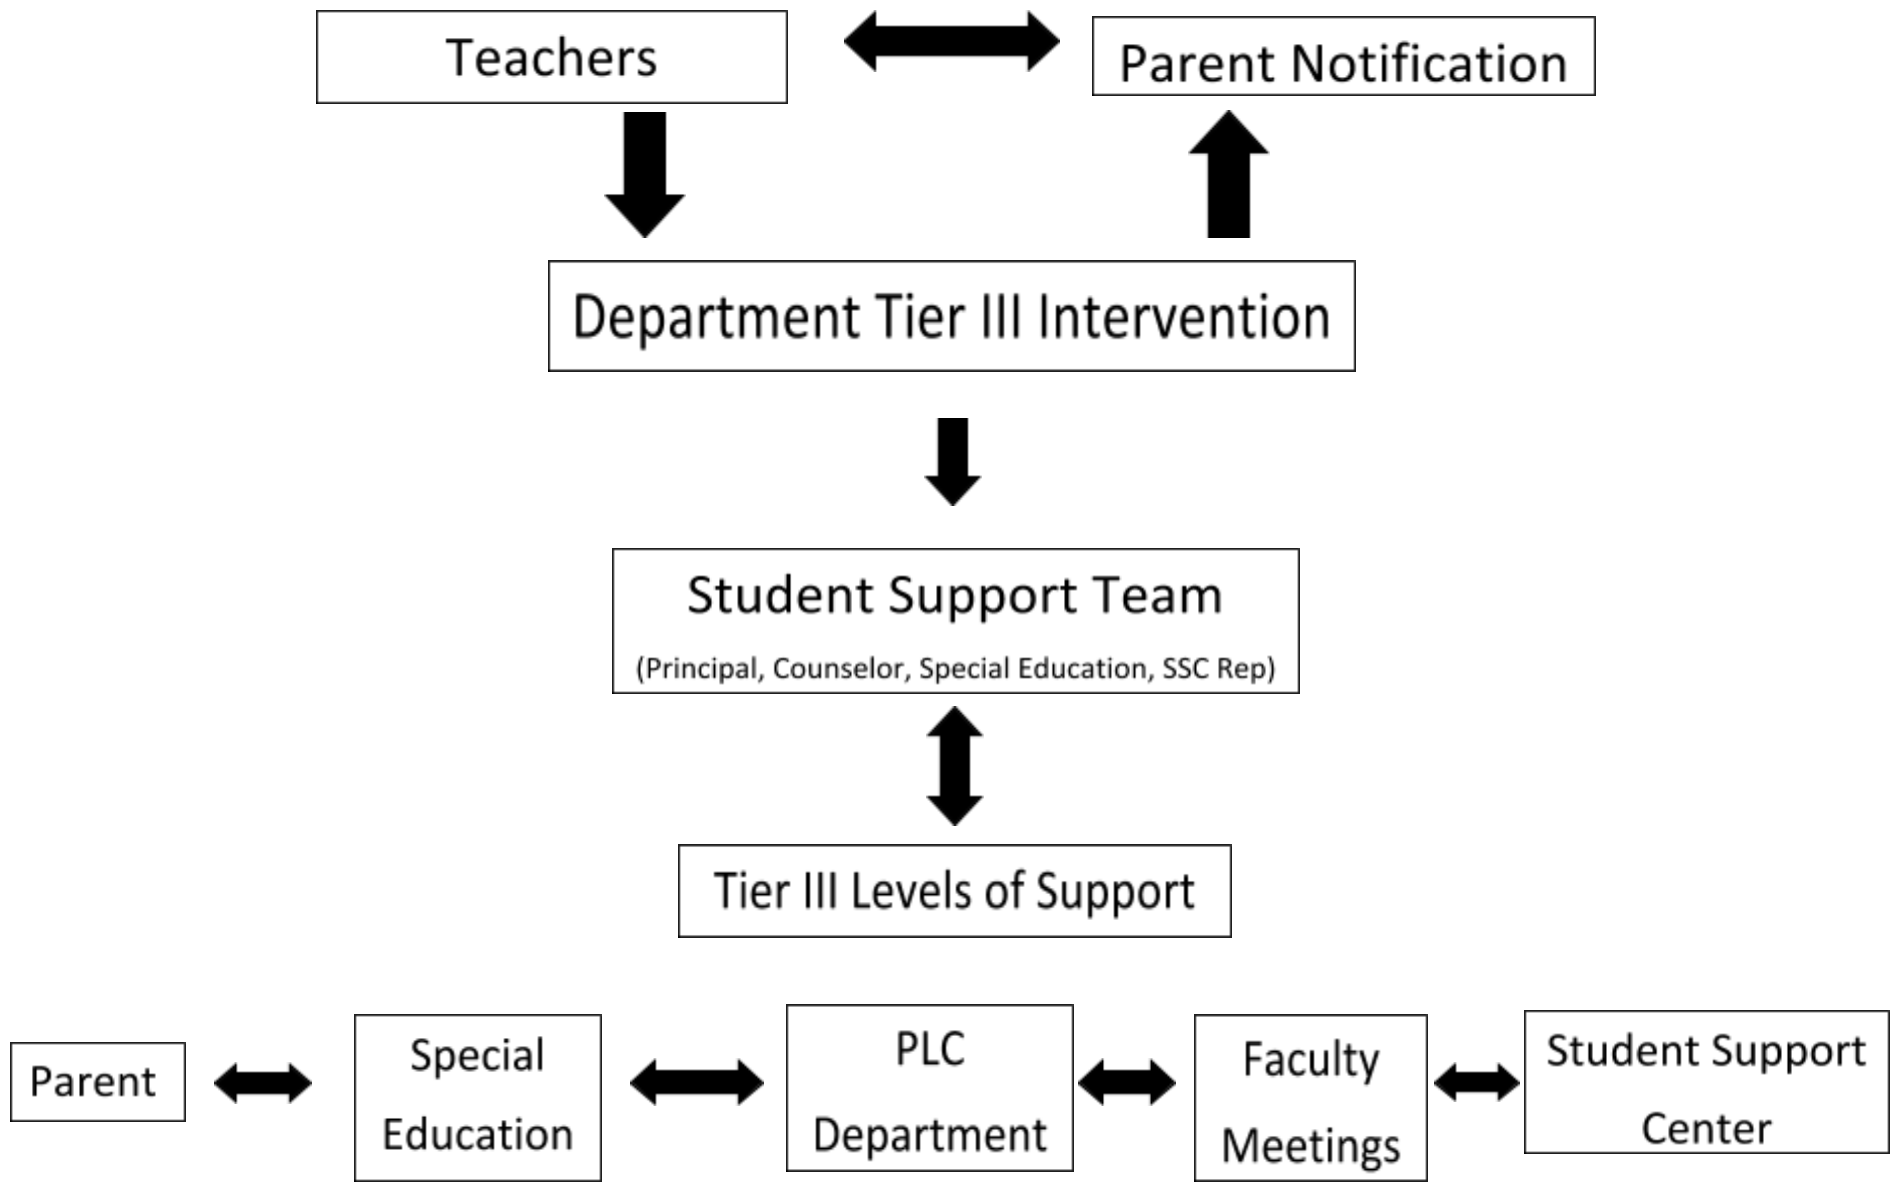 Teachers
Parent Notification
Department Tier III Intervention
Student Support Team
(Principal, Counselor, Special Education, SSC Rep)
Tier III Levels of Support
Parent
Special
Education
PLC
Department
Faculty
Meetings
Student Support
Center